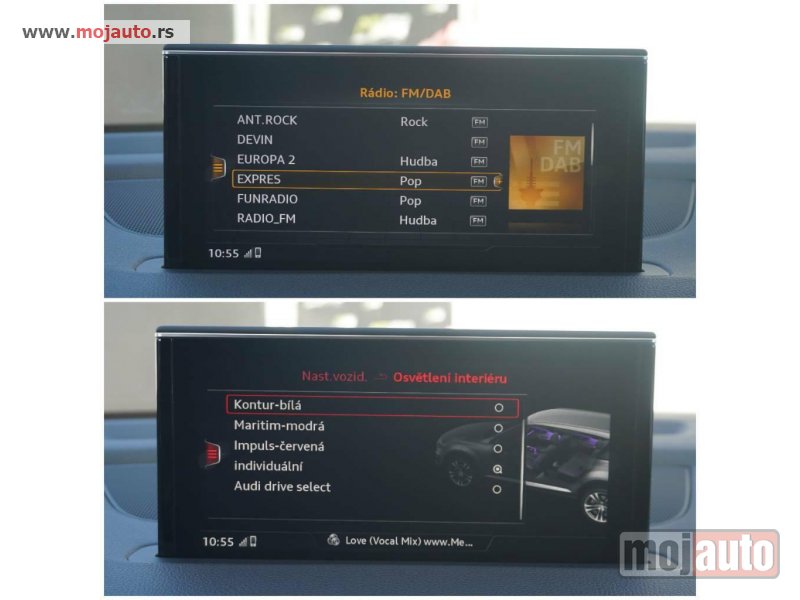 www.mojauto.rs
Rádio: FM/DAB
ANT.ROCK Rock FM
DEVIN FM
EUROPA 2 Hudba FM
EXPRES Pop FM
FUNRADIO Pop FM
RADIO_FM Hudba FM
FM
DAB
10:55
Nast.vozid. Osvětlení interiéru
Kontur-bílá
Maritim-modrá
Impuls-červená
individuální
Audi drive select
10:55 Love (Vocal Mix) www.Me...
mojauto